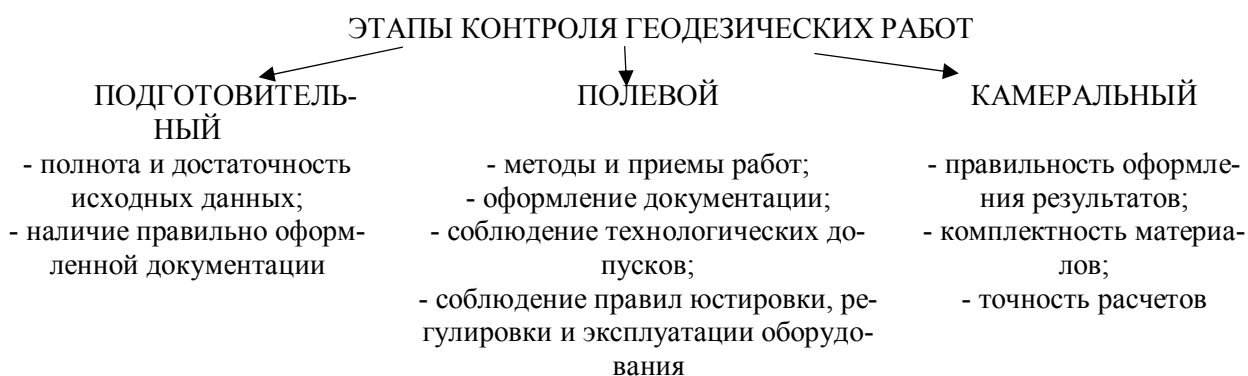 ЭТАПЫ КОНТРОЛЯ ГЕОДЕЗИЧЕСКИХ РАБОТ
ПОДГОТОВИТЕЛЬ-
НЫЙ
- полнота и достаточность
исходных данных;
- наличие правильно оформ-
ленной документации
ПОЛЕВОЙ
- методы и приемы работ;
- оформление документации;
- соблюдение технологических до-
пусков;
- соблюдение правил юстировки, ре-
гулировки и эксплуатации оборудо-
вания
КАМЕРАЛЬНЫЙ
- правильность оформле-
ния результатов;
- комплектность материа-
лов;
- точность расчетов